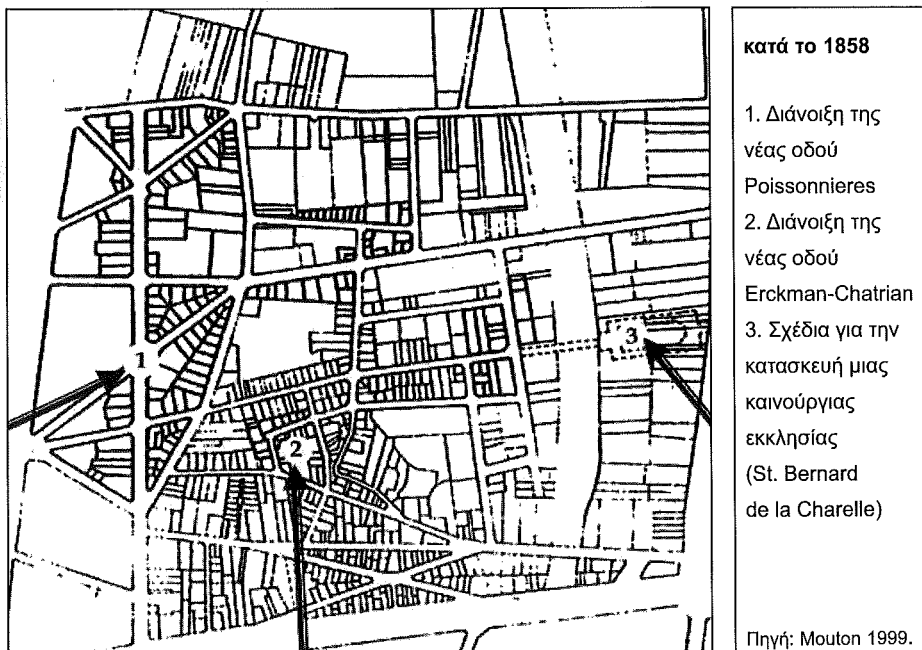 κατά το 1858
1. Διάνοιξη της
νέας οδού
Poissonnieres
2. Διάνοιξη της
νέας οδού
Erckman-Chatrian
3. Σχέδια για την
κατασκευή μιας
καινούργιας
εκκλησίας
(St. Bernard
de la Charelle)
Πηγή: Mouton 1999.
1
2
3